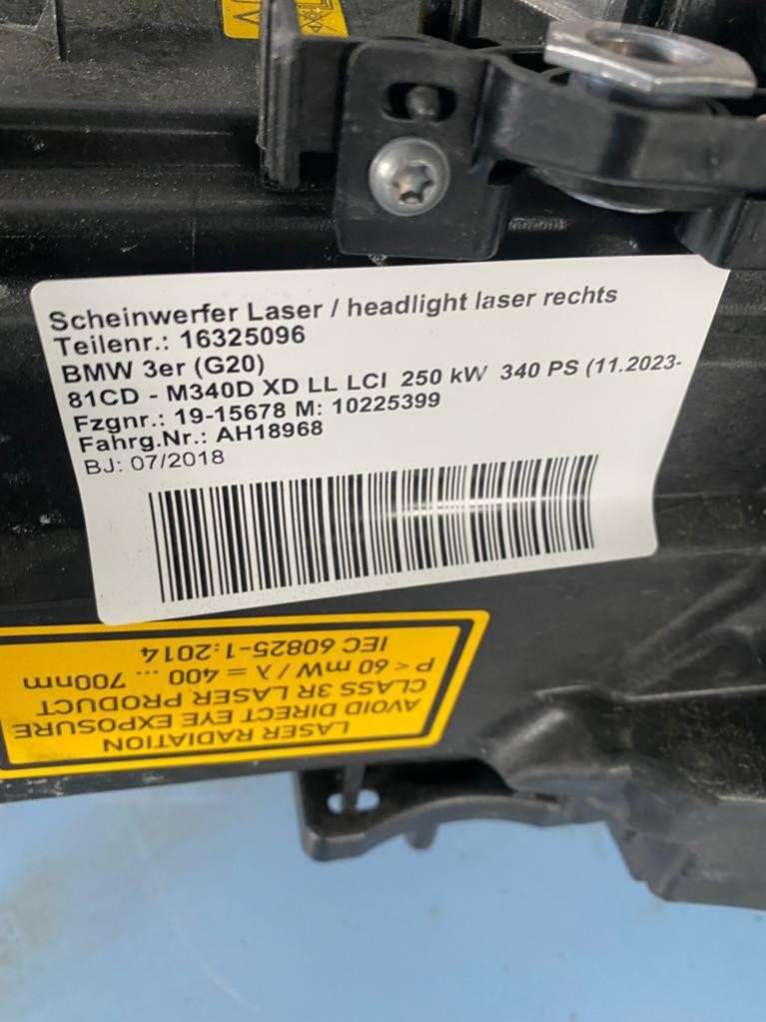 Scheinwerfer Laser / headlight laser rechts
Teilenr.: 16325096
BMW 3er (G20)
81CD - M340D XD LL LCI 250 kW 340 PS (11.2023-
Fzgnr.: 19-15678 M: 10225399
Fahrg.Nr.: AH18968
BJ: 07/2018
LASER RADIATION
AVOID DIRECT EYE EXPOSURE
CLASS 3R LASER PRODUCT
P < 60 mW / λ = 400 ... 700nm
IEC 60825-1:2014